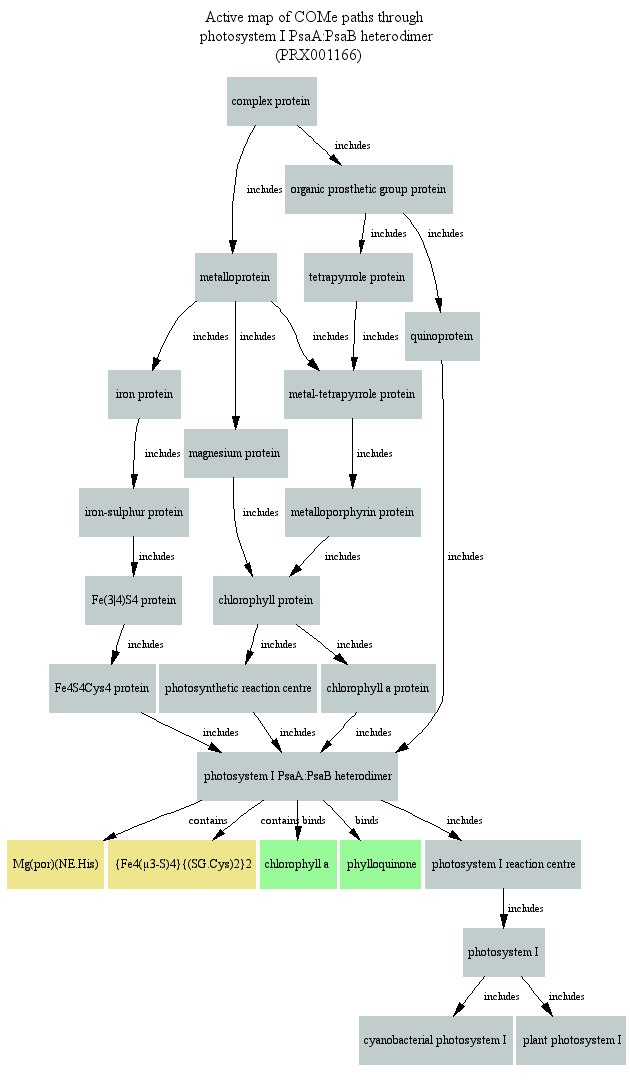 Active map of COMe paths through
photosystem I PsaA:PsaB heterodimer
(PRX001166)
complex protein
includes
includes
organic prosthetic group protein
includes
includes
metalloprotein
tetrapyrrole protein
quinoprotein
includes
includes
includes
includes
iron protein
metal-tetrapyrrole protein
magnesium protein
includes
includes
iron-sulphur protein
includes
metalloporphyrin protein
includes
includes
includes
Fe(3|4)S4 protein
chlorophyll protein
includes
includes
includes
Fe4S4Cys4 protein
photosynthetic reaction centre
chlorophyll a protein
includes
includes
includes
photosystem I PsaA:PsaB heterodimer
contains
contains
binds
binds
includes
Mg(por)(NE.His)
{Fe4(μ3-S)4}{(SG.Cys)2}2
chlorophyll a
phylloquinone
photosystem I reaction centre
includes
photosystem I
includes
includes
cyanobacterial photosystem I
plant photosystem I